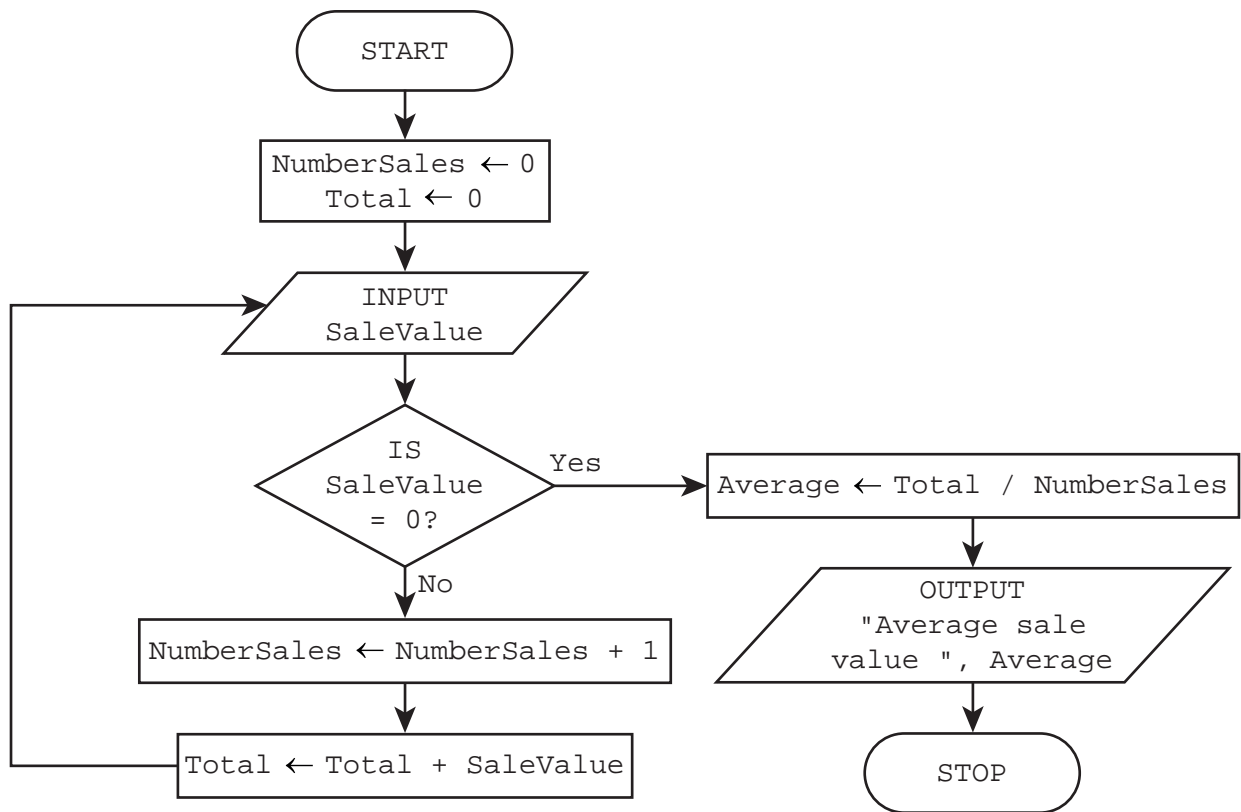 START
NumberSales ← 0
Total ← 0
INPUT
SaleValue
IS
SaleValue
= 0?
Yes
Average ← Total / NumberSales
No
OUTPUT
"Average sale
value ", Average
NumberSales ← NumberSales + 1
Total ← Total + SaleValue
STOP